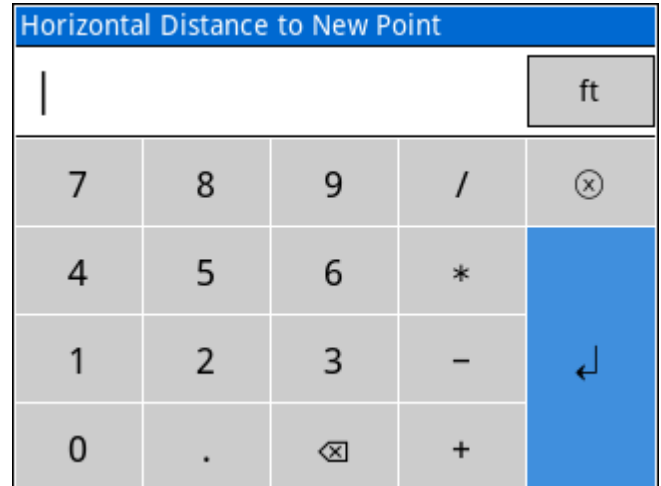 Horizontal Distance to New Point
ft
7 8 9 / ⓧ
4 5 6 *
1 2 3 − ↲
0 . ⌫ +